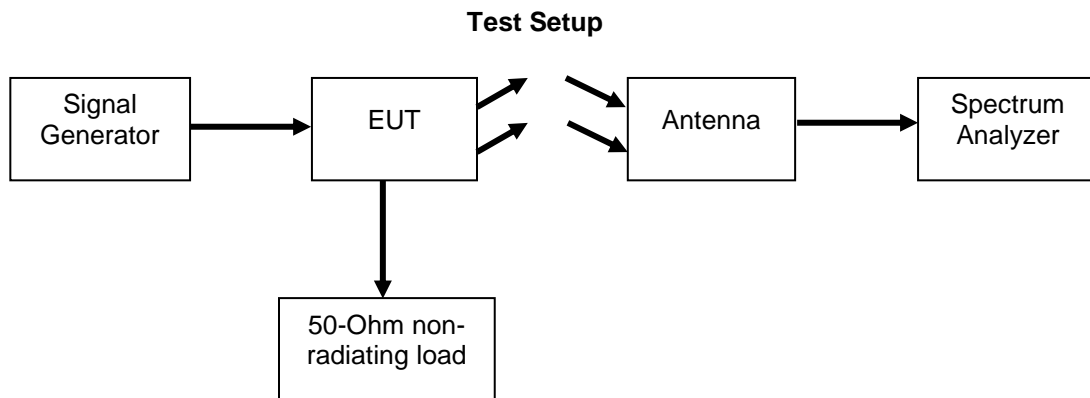 Test Setup
Signal
Generator
EUT
Antenna
Spectrum
Analyzer
50-Ohm non-
radiating load